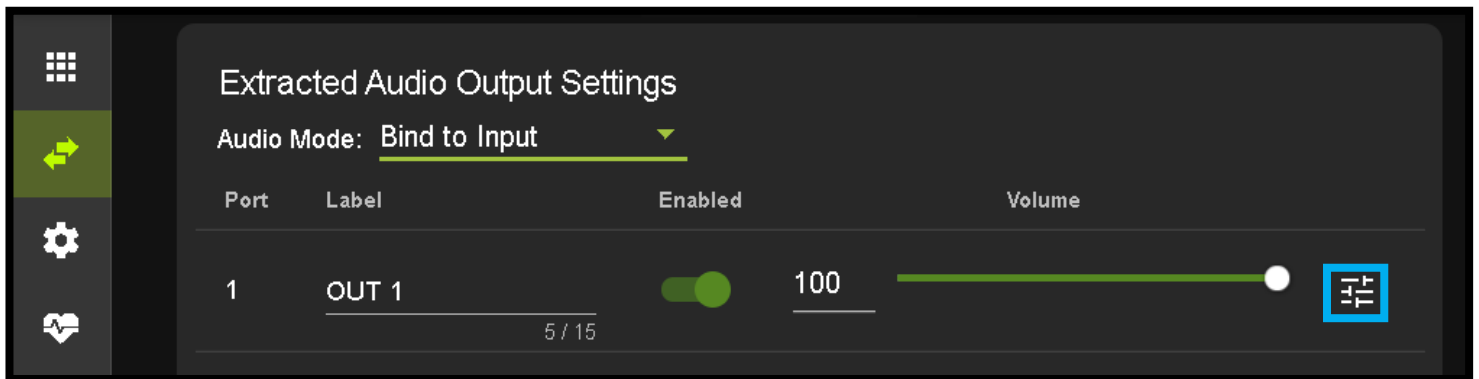 Extracted Audio Output Settings
Audio Mode: Bind to Input
Port Label Enabled Volume
1 OUT 1 100
5 / 15